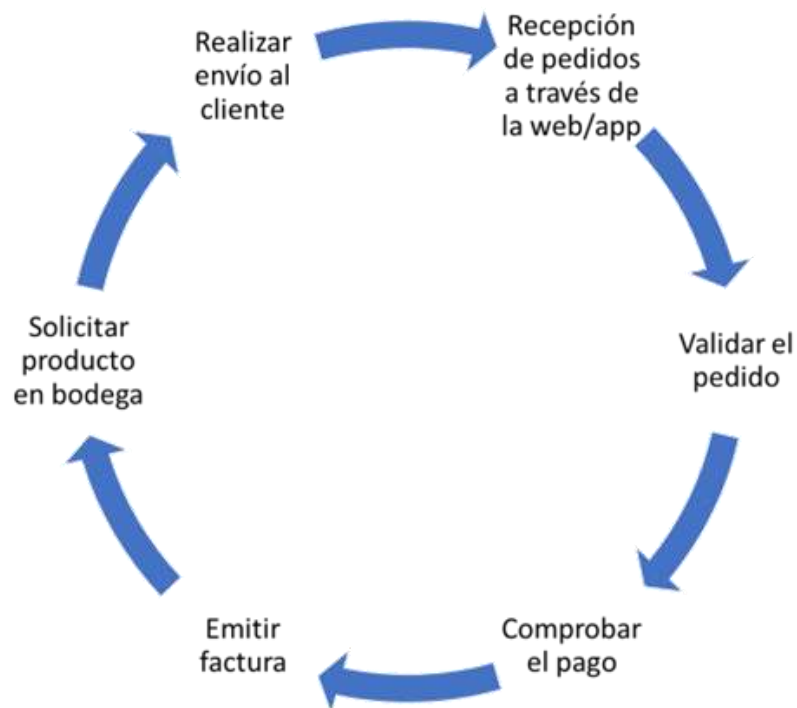 Recepción
de pedidos
a través de
la web/app
Validar el
pedido
Comprobar
el pago
Emitir
factura
Solicitar
producto
en bodega
Realizar
envío al
cliente